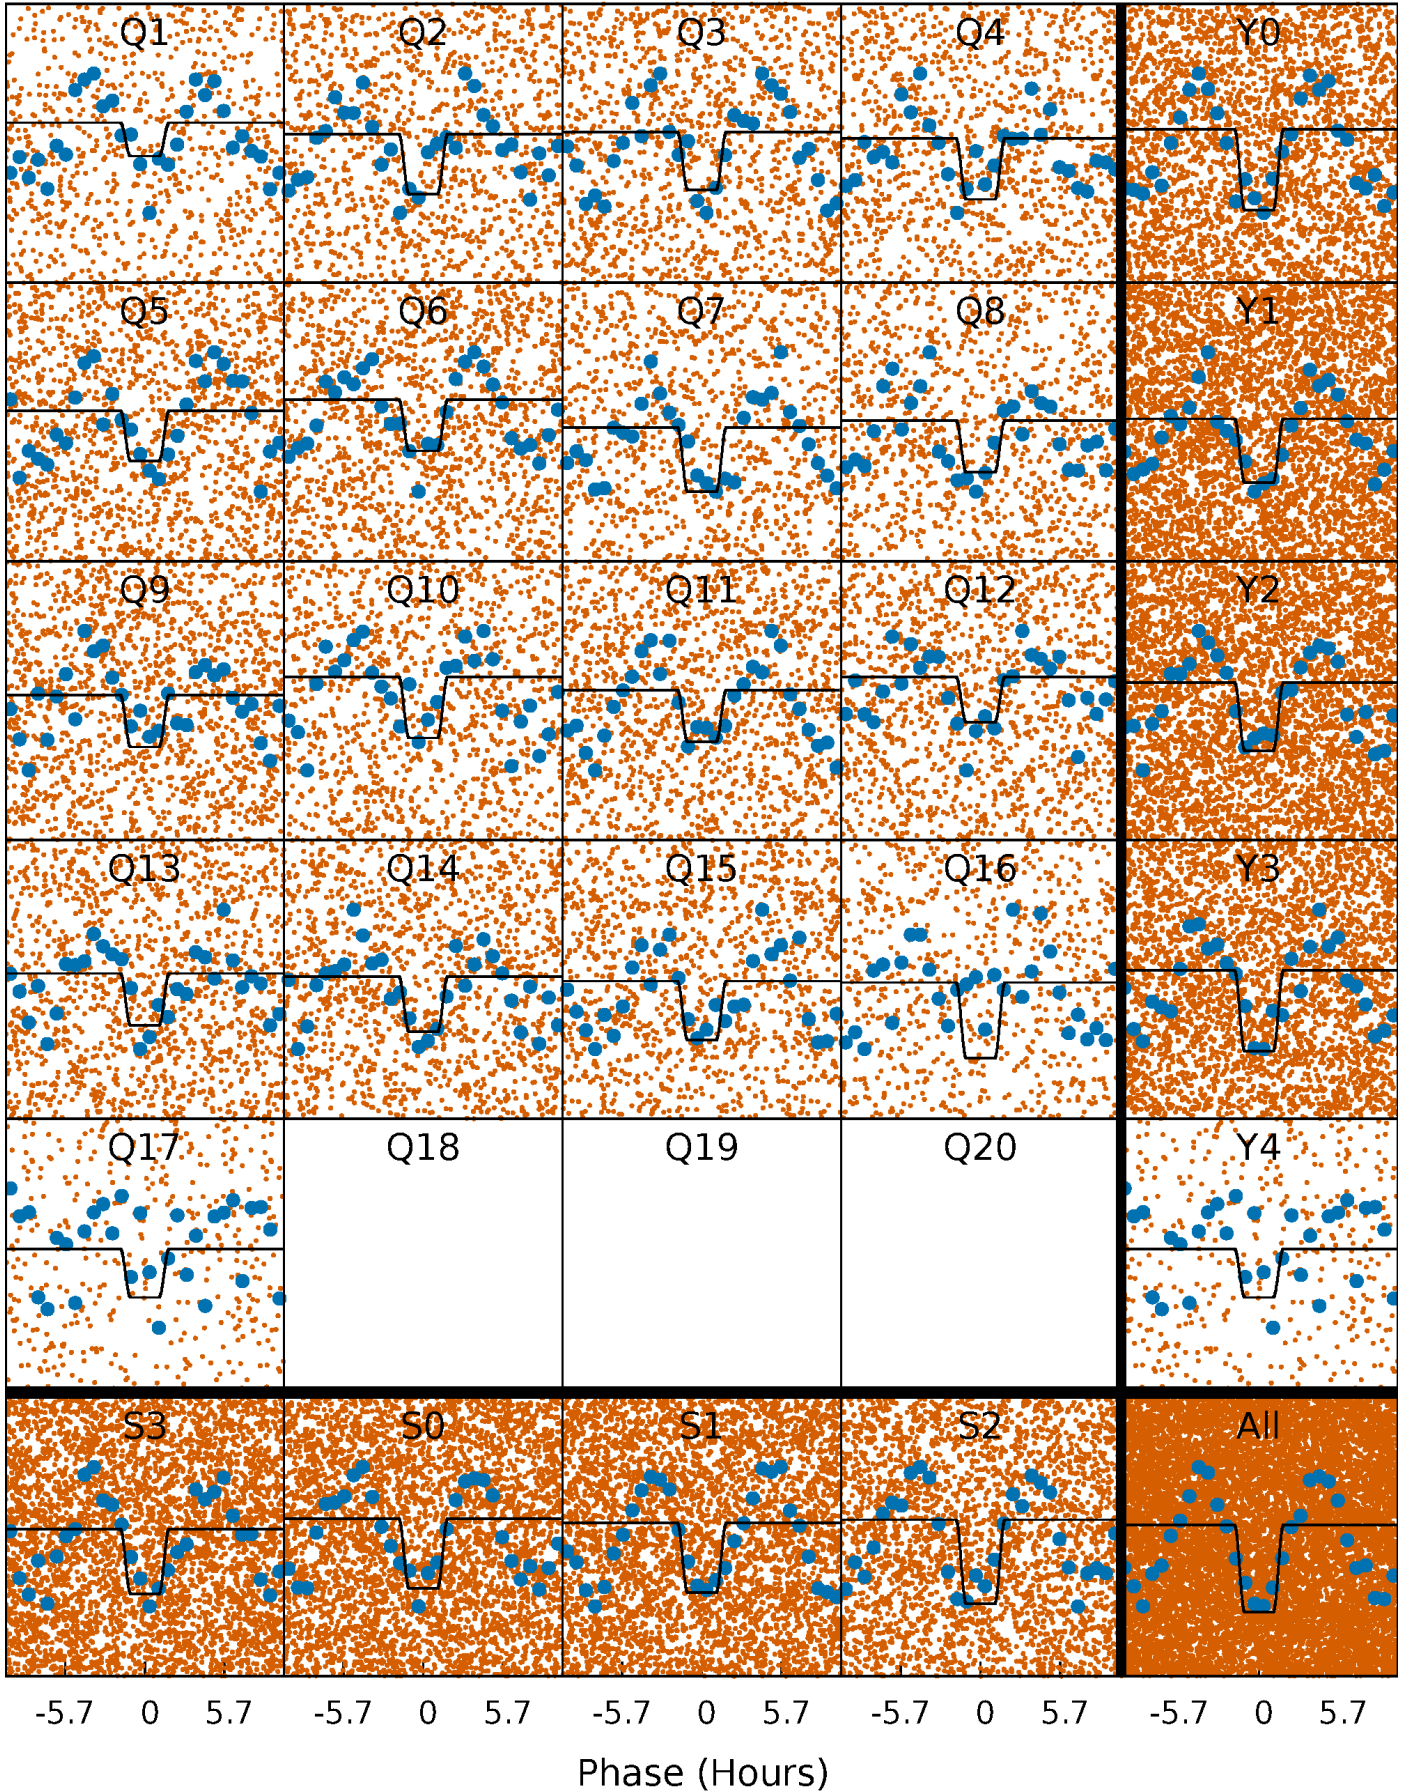 Q1 Q2 Q3 Q4 Y0
Q5 Q6 Q7 Q8 Y1
Q9 Q10 Q11 Q12 Y2
Q13 Q14 Q15 Q16 Y3
Q17 Q18 Q19 Q20 Y4
S3 S0 S1 S2 All
-5.7 0 5.7 -5.7 0 5.7 -5.7 0 5.7 -5.7 0 5.7 -5.7 0 5.7
Phase (Hours)